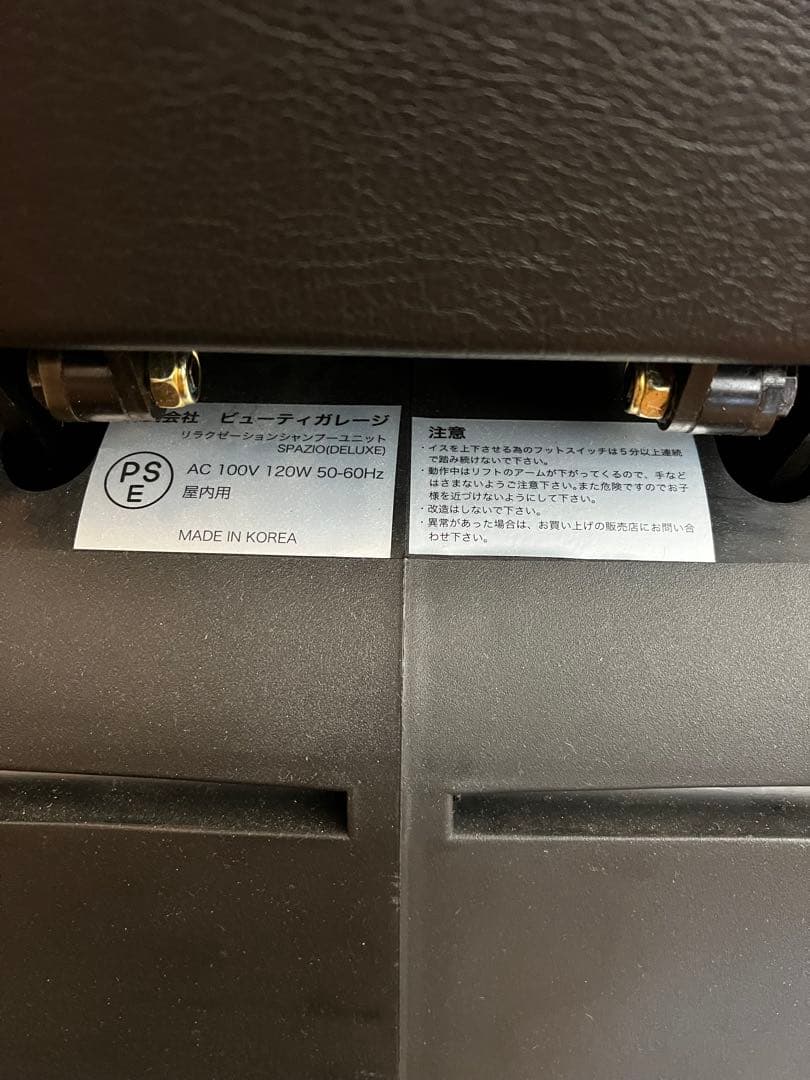 会社 ビューティガレージ
リラクゼーションシャンプーユニット
SPAZIO(DELUXE)
PSE
AC 100V 120W 50-60Hz
屋内用
MADE IN KOREA
注意
・イスを上下させる為のフットスイッチは5分以上連続
で踏み続けないで下さい。
・動作中はリフトのアームが下がってくるので、手など
はさまないようご注意下さい。また危険ですのでお子
様を近づけないようにして下さい。
・改造はしないで下さい。
・異常があった場合は、お買い上げの販売店にお問い合
わせ下さい。